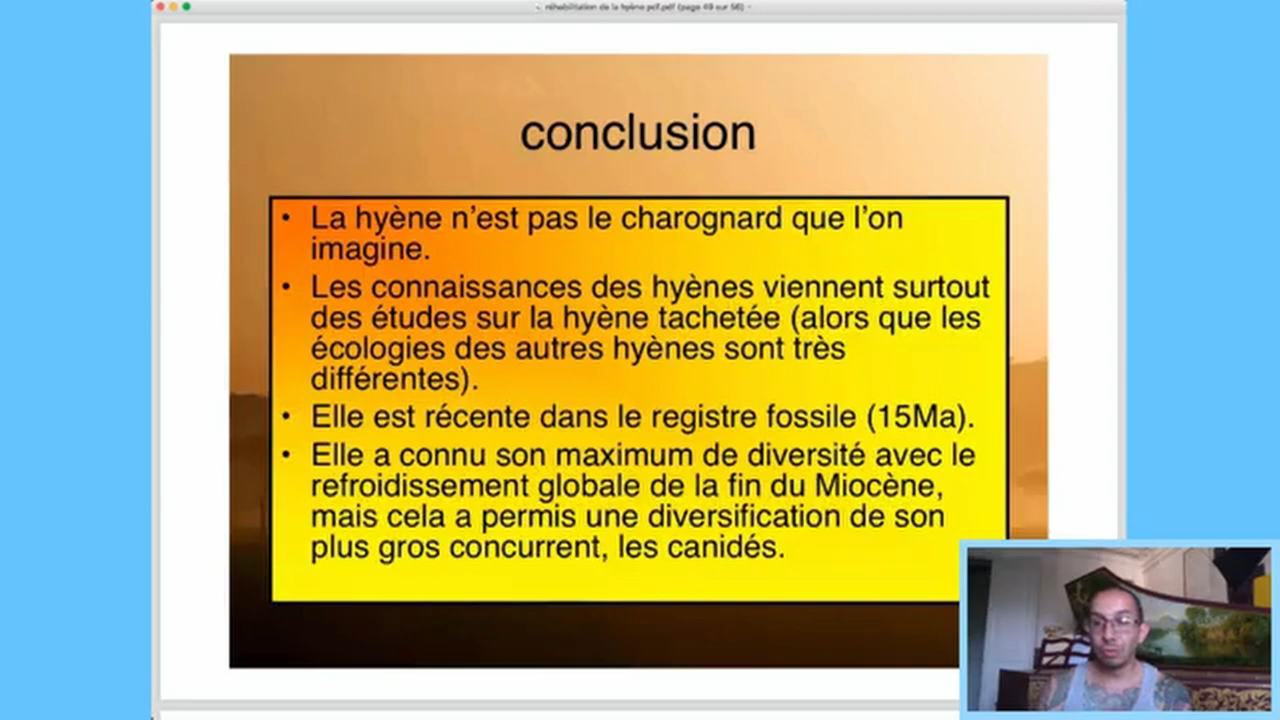 réhabilitation de la hyène pdf.pdf (page 49 sur 56)
conclusion
• La hyène n'est pas le charognard que l'on
imagine.
• Les connaissances des hyènes viennent surtout
des études sur la hyène tachetée (alors que les
écologies des autres hyènes sont très
différentes).
• Elle est récente dans le registre fossile (15Ma).
• Elle a connu son maximum de diversité avec le
refroidissement globale de la fin du Miocène,
mais cela a permis une diversification de son
plus gros concurrent, les canidés.